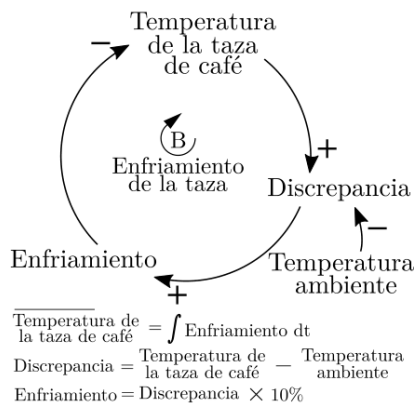 Temperatura
de la taza
de café
−
+
B
Enfriamiento
de la taza
Discrepancia
−
Enfriamiento
Temperatura
ambiente
+
Temperatura de la taza de café = ∫ Enfriamiento dt
Discrepancia = Temperatura de la taza de café − Temperatura ambiente
Enfriamiento = Discrepancia × 10%